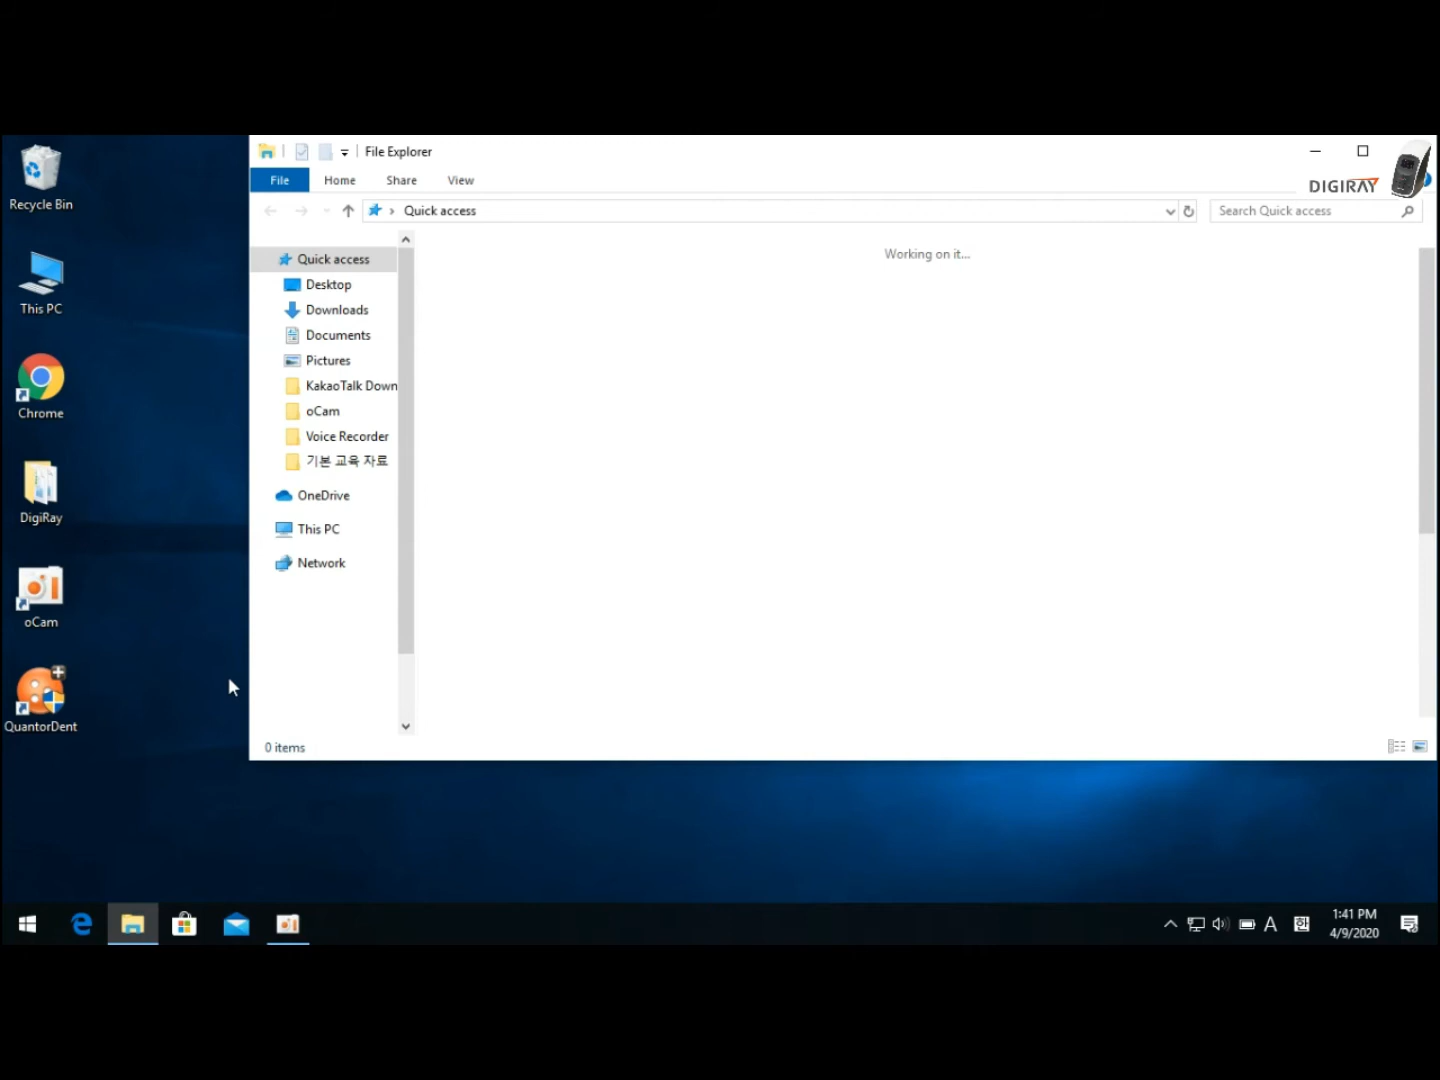 File Explorer
File Home Share View
DIGIRAY
Quick access
Search Quick access
Recycle Bin
This PC
Chrome
DigiRay
oCam
QuantorDent
Quick access
Desktop
Downloads
Documents
Pictures
KakaoTalk Down
oCam
Voice Recorder
기본 교육 자료
OneDrive
This PC
Network
Working on it...
0 items
A 한
1:41 PM
4/9/2020